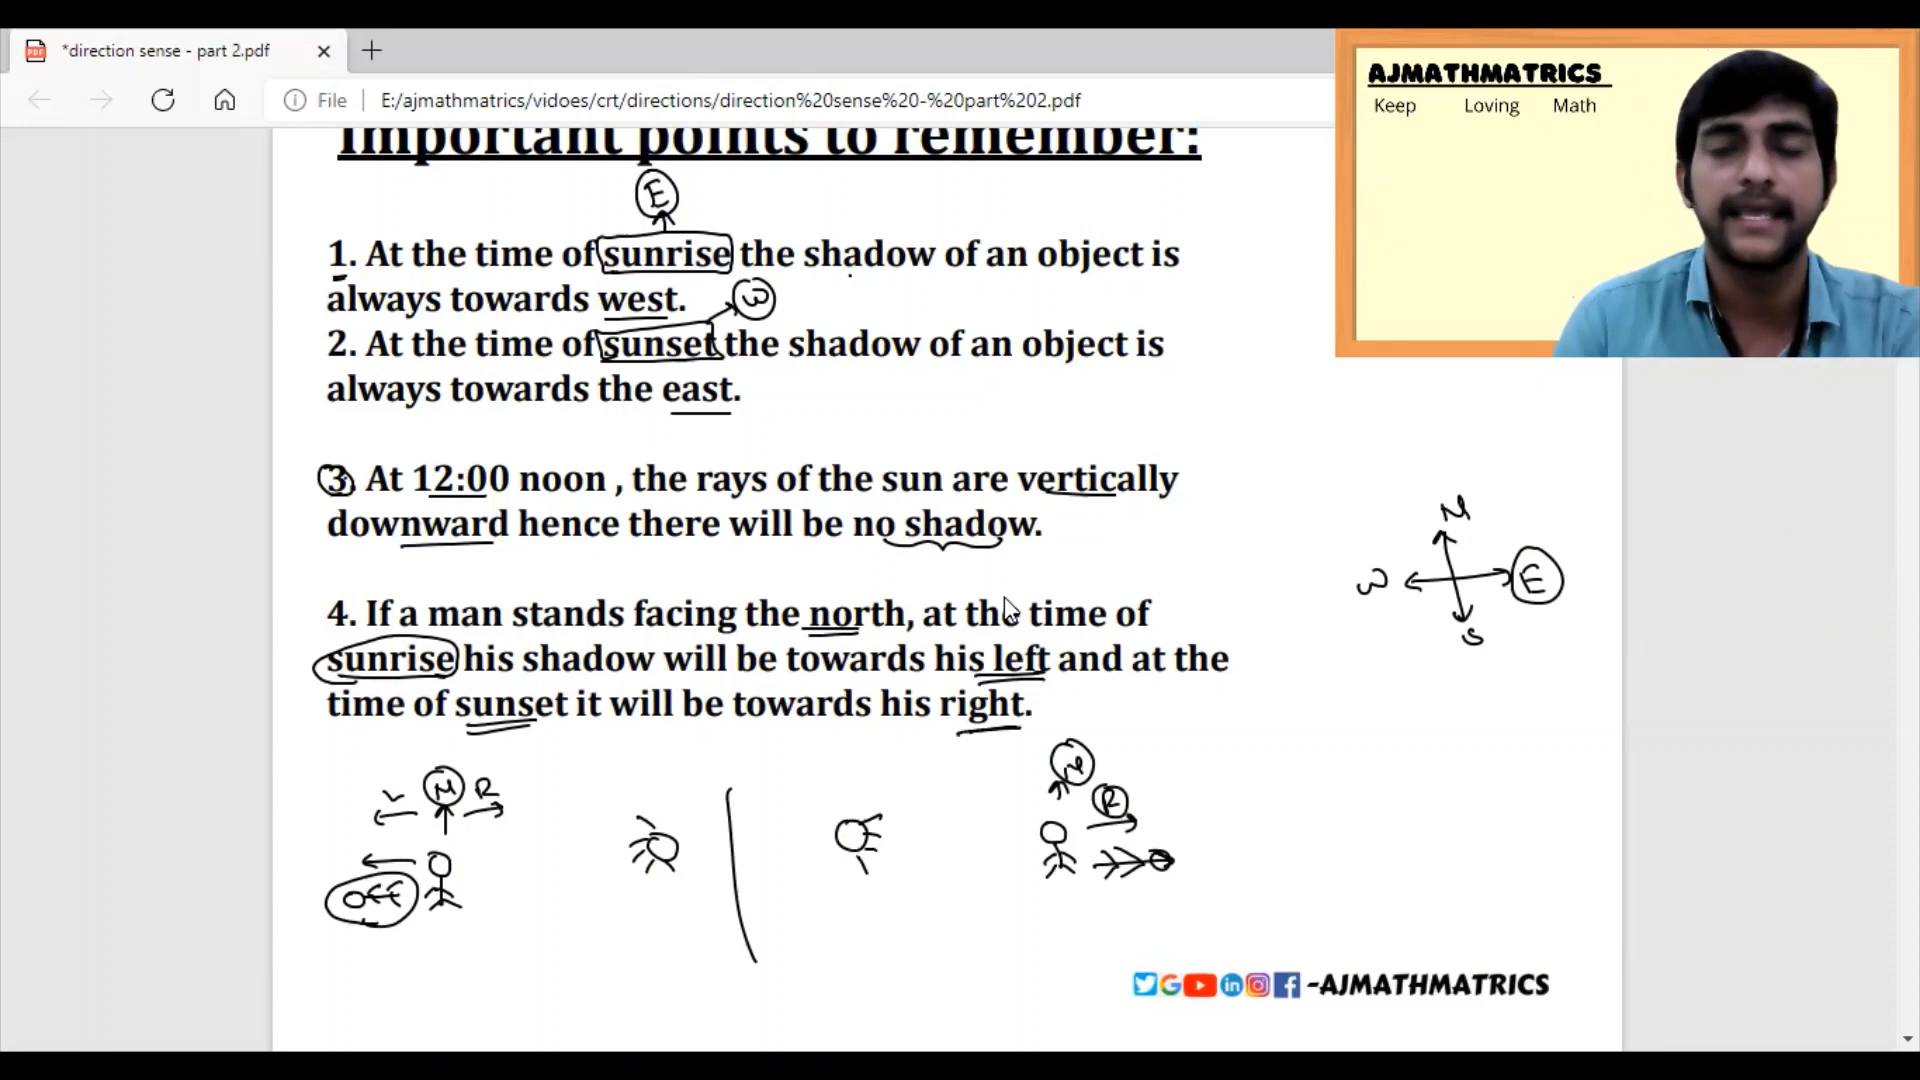 *direction sense - part 2.pdf
File E:/ajmathmatrics/vidoes/crt/directions/direction%20sense%20-%20part%202.pdf
AJMATHMATRICS
Keep Loving Math
Important points to remember:
E
1. At the time of sunrise the shadow of an object is
always towards west.
W
2. At the time of sunset the shadow of an object is
always towards the east.
3. At 12:00 noon , the rays of the sun are vertically
downward hence there will be no shadow.
N
W E
S
4. If a man stands facing the north, at the time of
sunrise his shadow will be towards his left and at the
time of sunset it will be towards his right.
L N R
N
R
-AJMATHMATRICS